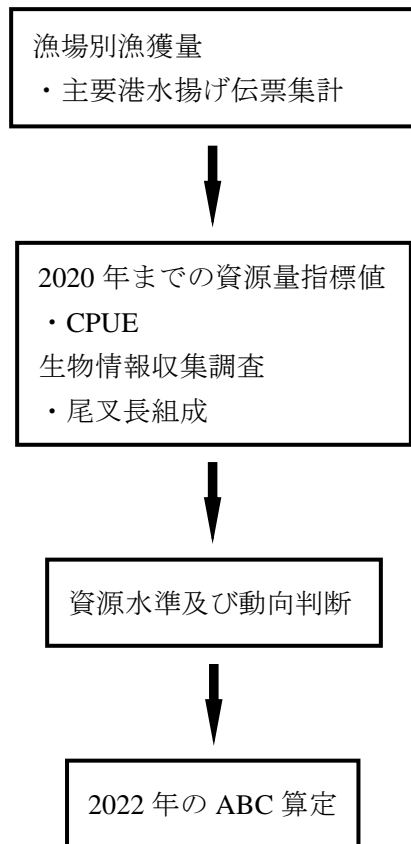 漁場別漁獲量
・主要港水揚げ伝票集計
2020 年までの資源量指標値
・CPUE
生物情報収集調査
・尾叉長組成
資源水準及び動向判断
2022 年の ABC 算定